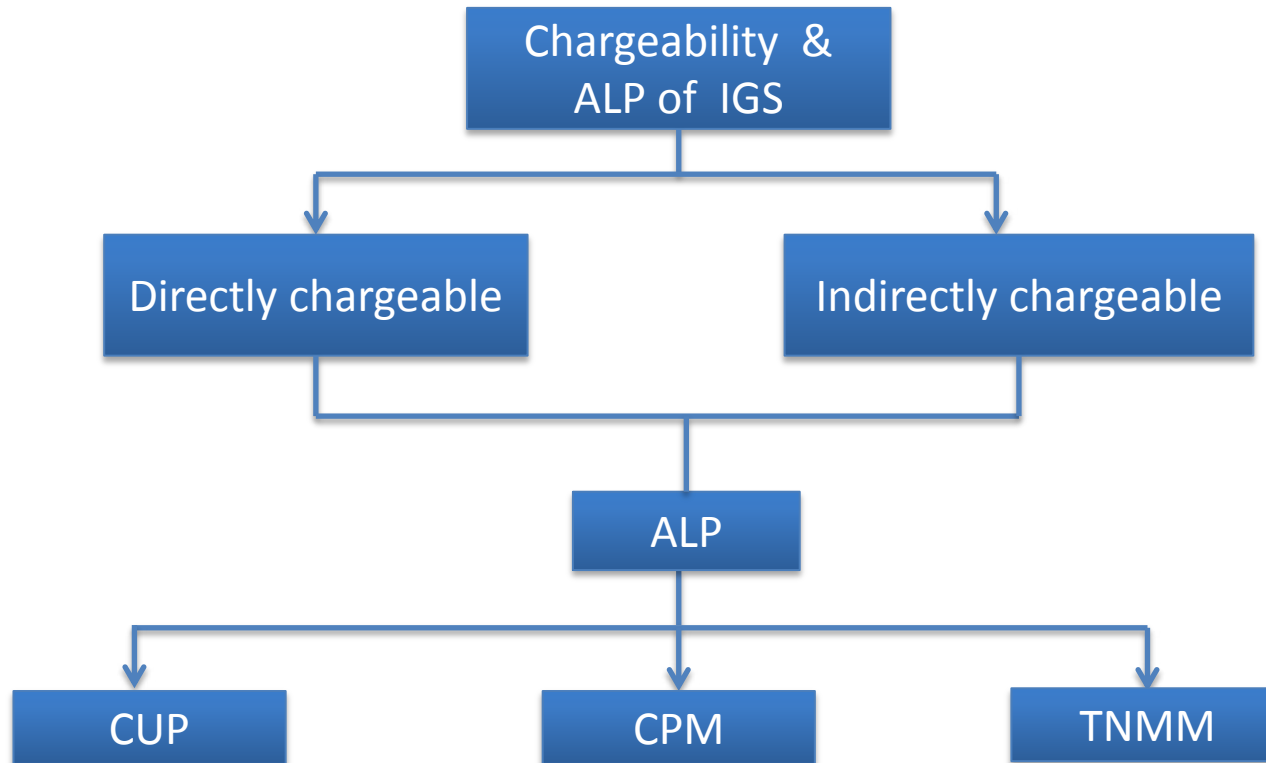 Chargeability &
ALP of IGS
Directly chargeable
Indirectly chargeable
ALP
CUP
CPM
TNMM